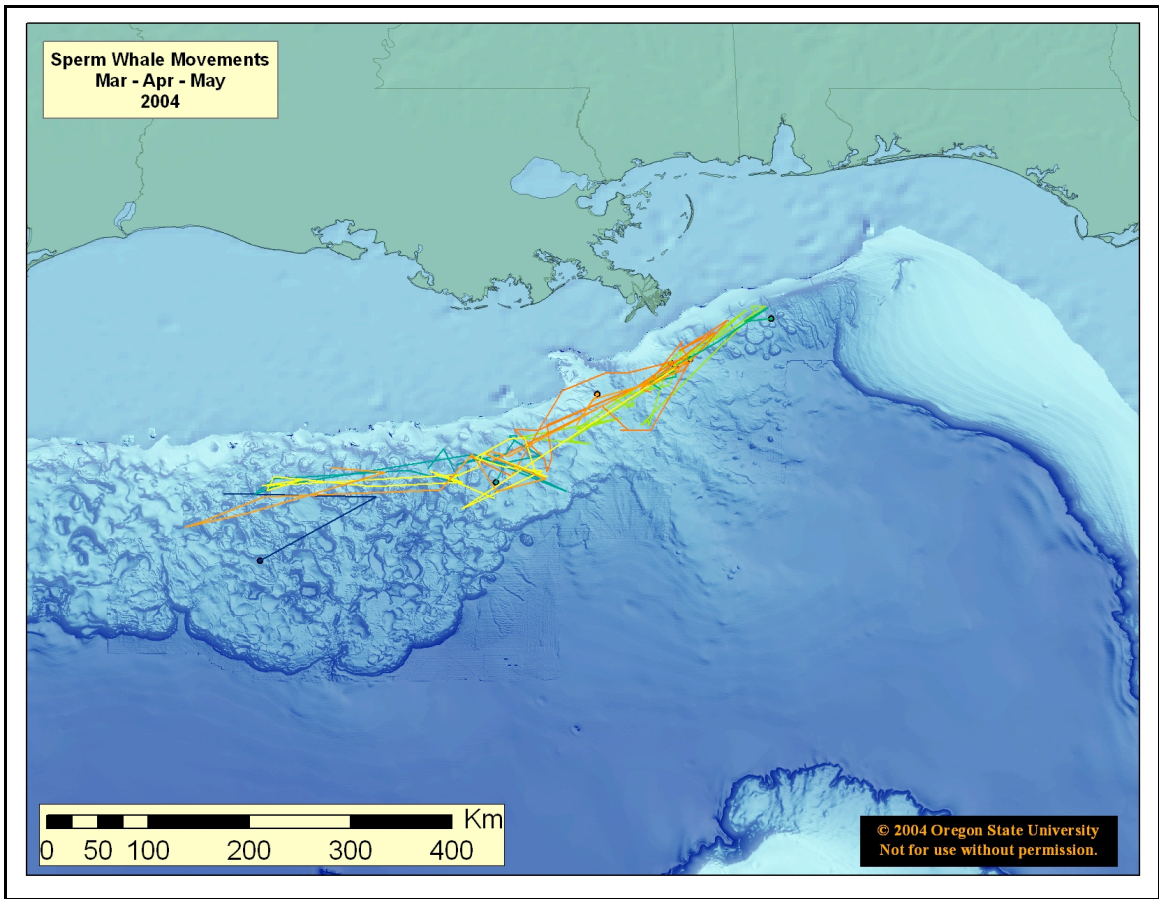 Sperm Whale Movements
Mar - Apr - May
2004
Km
0 50 100 200 300 400
© 2004 Oregon State University
Not for use without permission.